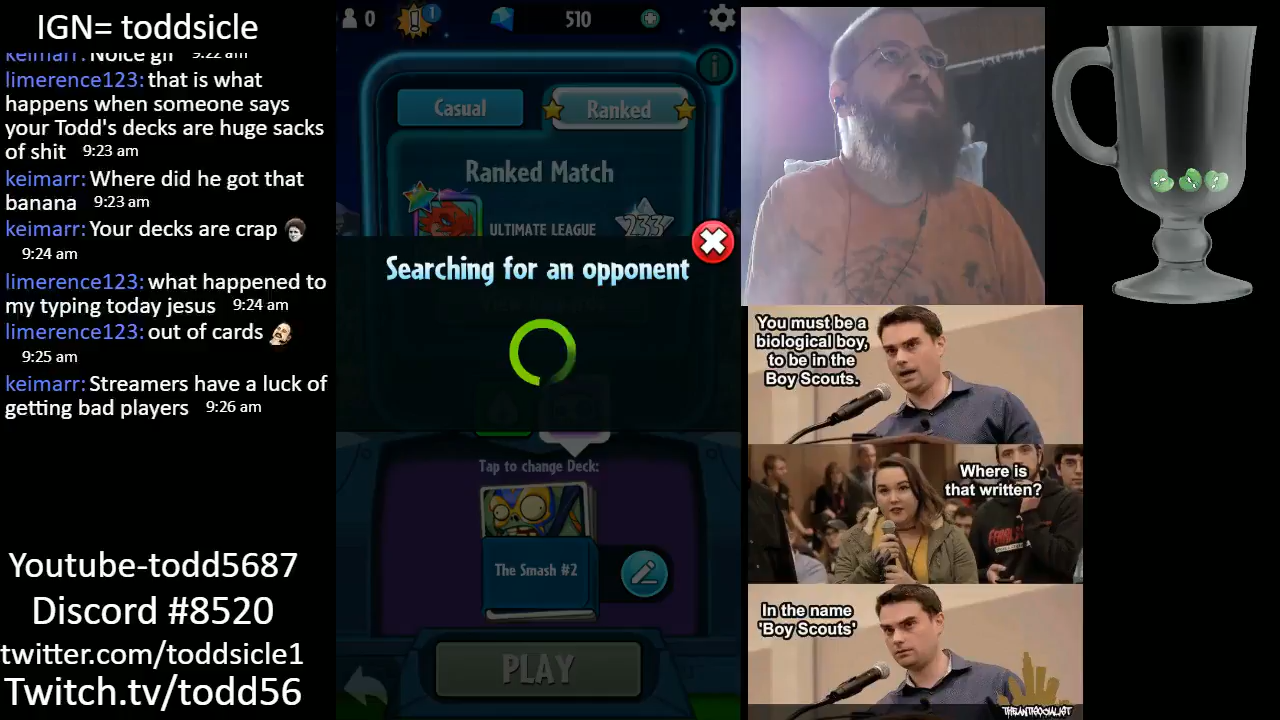 IGN= toddsicle
keimarr: Noice gif 9:22 am
limerence123: that is what
happens when someone says
your Todd's decks are huge sacks
of shit 9:23 am
keimarr: Where did he got that
banana 9:23 am
keimarr: Your decks are crap
9:24 am
limerence123: what happened to
my typing today jesus 9:24 am
limerence123: out of cards
9:25 am
keimarr: Streamers have a luck of
getting bad players 9:26 am
Youtube-todd5687
Discord #8520
twitter.com/toddsicle1
Twitch.tv/todd56
0
1
510
Casual
Ranked
Ranked Match
ULTIMATE LEAGUE
233
Searching for an opponent
Tap to change Deck:
The Smash #2
PLAY
You must be a
biological boy,
to be in the
Boy Scouts.
Where is
that written?
In the name
'Boy Scouts'
THEANTISOCIALIST